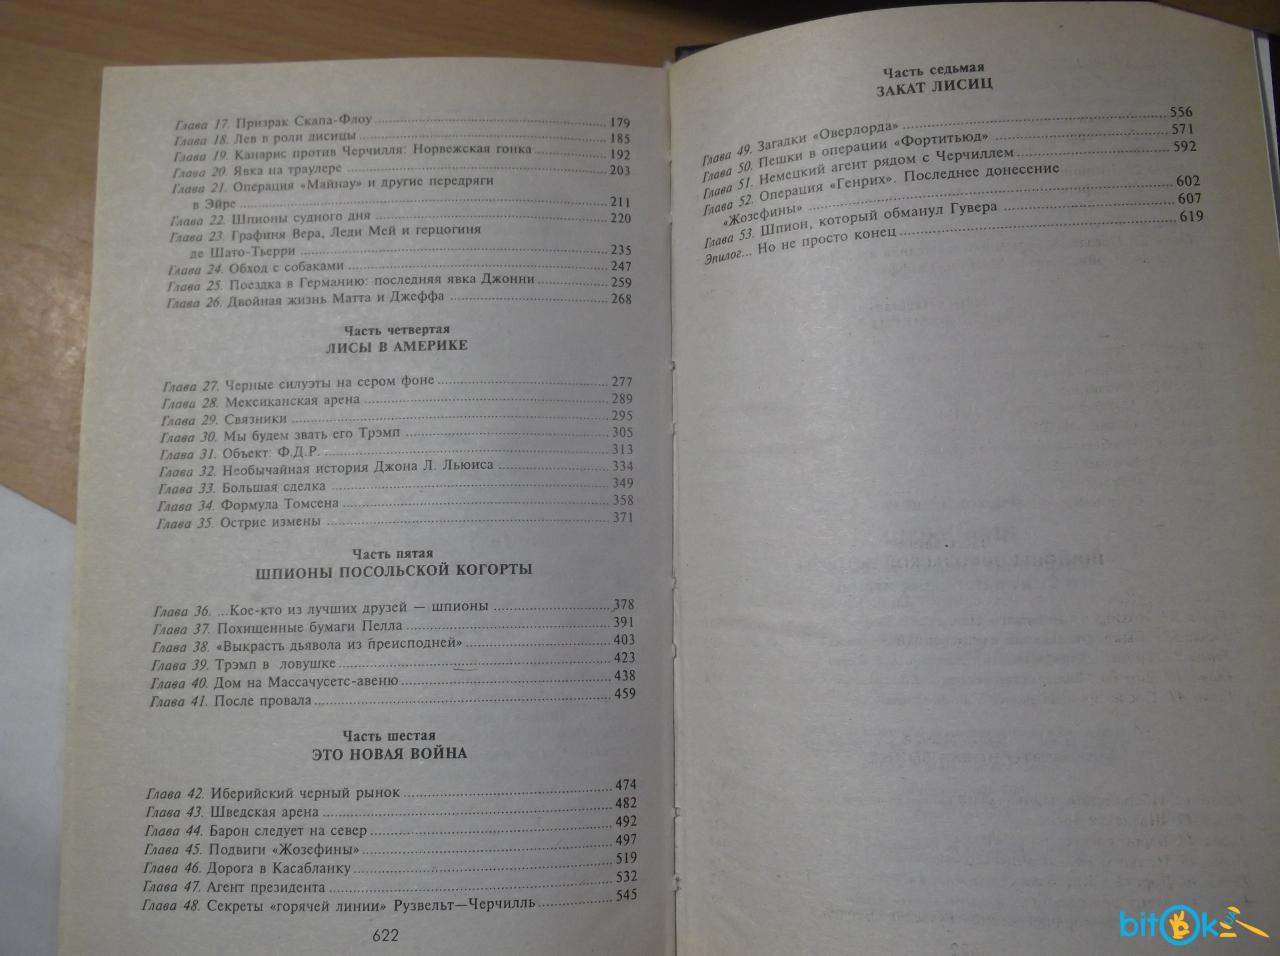 Глава 17. Призрак Скапа-Флоу 179
Глава 18. Лев в роли лисицы 185
Глава 19. Канарис против Черчилля: Норвежская гонка 192
Глава 20. Явка на траулере 203
Глава 21. Операция «Майнау» и другие передряги
в Эйре 211
Глава 22. Шпионы судного дня 220
Глава 23. Графиня Вера, Леди Мей и герцогиня
де Шато-Тьерри 235
Глава 24. Обход с собаками 247
Глава 25. Поездка в Германию: последняя явка Джонни 259
Глава 26. Двойная жизнь Матта и Джеффа 268
Часть четвертая
ЛИСЫ В АМЕРИКЕ
Глава 27. Черные силуэты на сером фоне 277
Глава 28. Мексиканская арена 289
Глава 29. Связники 295
Глава 30. Мы будем звать его Трэмп 305
Глава 31. Объект: Ф.Д.Р. 313
Глава 32. Необычайная история Джона Л. Льюиса 334
Глава 33. Большая сделка 349
Глава 34. Формула Томсена 358
Глава 35. Острие измены 371
Часть пятая
ШПИОНЫ ПОСОЛЬСКОЙ КОГОРТЫ
Глава 36. ...Кое-кто из лучших друзей — шпионы 378
Глава 37. Похищенные бумаги Пелла 391
Глава 38. «Выкрасть дьявола из преисподней» 403
Глава 39. Трэмп в ловушке 423
Глава 40. Дом на Массачусетс-авеню 438
Глава 41. После провала 459
Часть шестая
ЭТО НОВАЯ ВОЙНА
Глава 42. Иберийский черный рынок 474
Глава 43. Шведская арена 482
Глава 44. Барон следует на север 492
Глава 45. Подвиги «Жозефины» 497
Глава 46. Дорога в Касабланку 519
Глава 47. Агент президента 532
Глава 48. Секреты «горячей линии» Рузвельт—Черчилль 545
622
Часть седьмая
ЗАКАТ ЛИСИЦ
Глава 49. Загадки «Оверлорда» 556
Глава 50. Пешки в операции «Фортитьюд» 571
Глава 51. Немецкий агент рядом с Черчиллем 592
Глава 52. Операция «Генрих». Последнее донесение
«Жозефины» 602
Глава 53. Шпион, который обманул Гувера 607
Эпилог... Но не просто конец 619